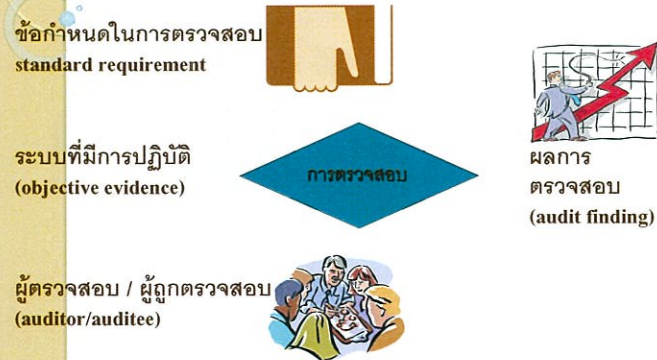 ข้อกำหนดในการตรวจสอบ
standard requirement
ระบบที่มีการปฏิบัติ
(objective evidence)
การตรวจสอบ
ผลการ
ตรวจสอบ
(audit finding)
ผู้ตรวจสอบ / ผู้ถูกตรวจสอบ
(auditor/auditee)